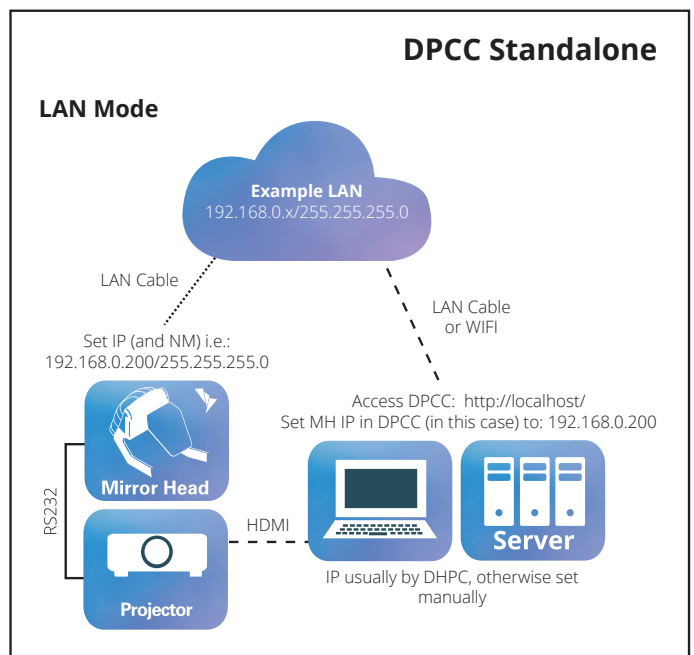 DPCC Standalone
LAN Mode
Example LAN
192.168.0.x/255.255.255.0
LAN Cable
LAN Cable
or WIFI
Set IP (and NM) i.e.:
192.168.0.200/255.255.255.0
Access DPCC: http://localhost/
Set MH IP in DPCC (in this case) to: 192.168.0.200
Mirror Head
RS232
HDMI
Server
Projector
IP usually by DHPC, otherwise set
manually